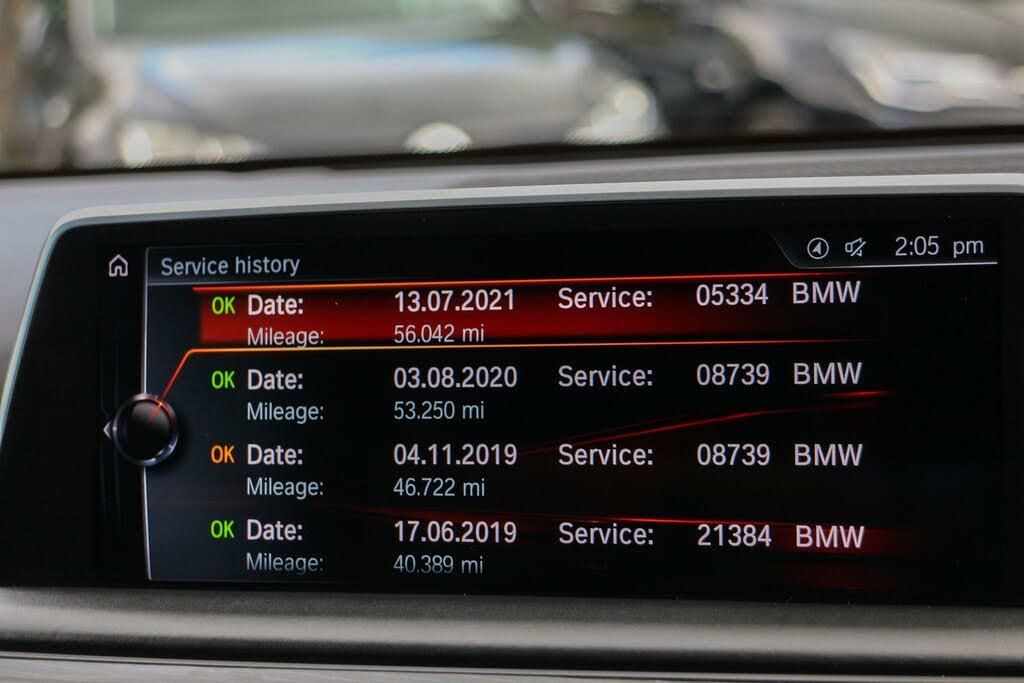 Service history 2:05 pm
OK Date: 13.07.2021 Service: 05334 BMW
Mileage: 56.042 mi
OK Date: 03.08.2020 Service: 08739 BMW
Mileage: 53.250 mi
OK Date: 04.11.2019 Service: 08739 BMW
Mileage: 46.722 mi
OK Date: 17.06.2019 Service: 21384 BMW
Mileage: 40.389 mi